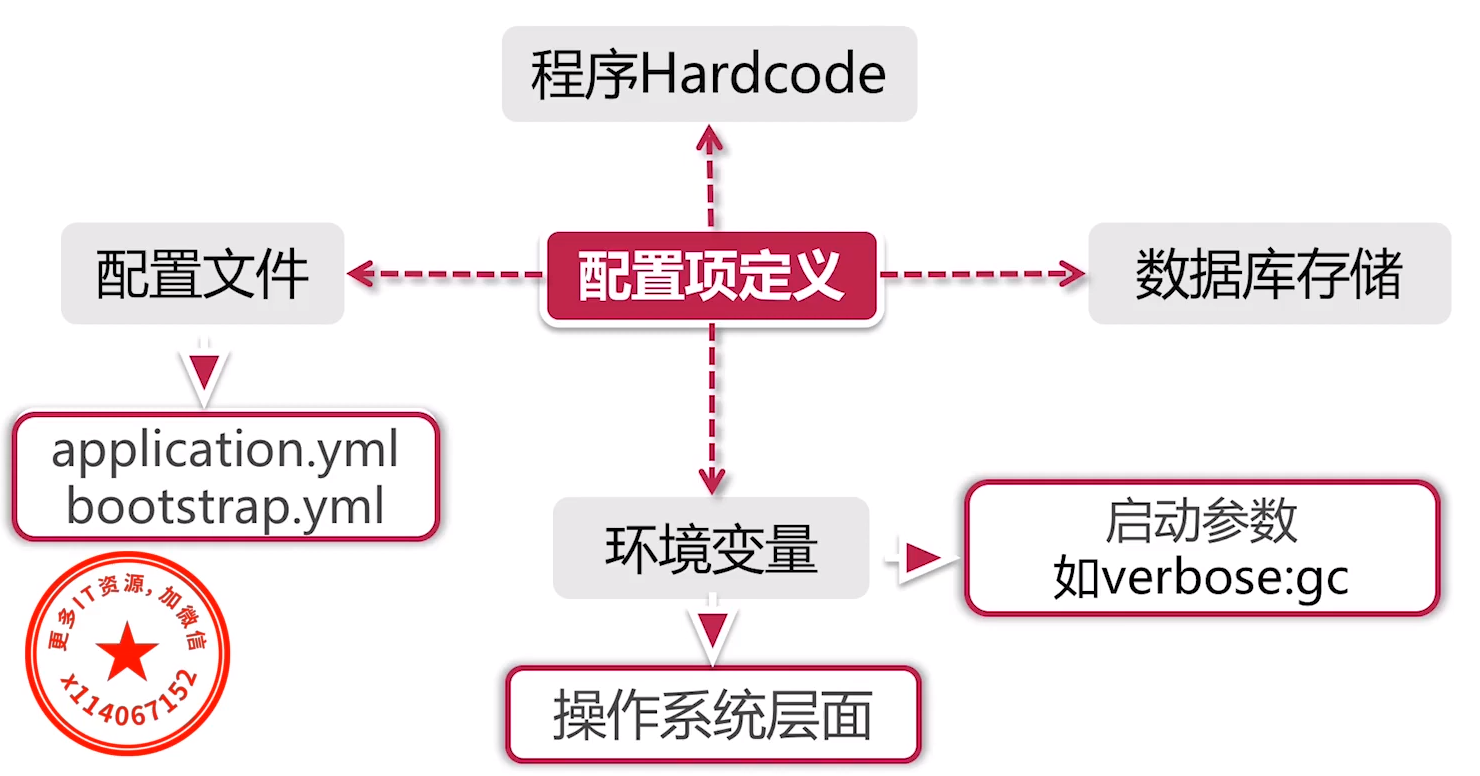 程序Hardcode
配置文件
配置项定义
数据库存储
application.yml
bootstrap.yml
环境变量
启动参数
如verbose:gc
操作系统层面
更多IT资源,加微信
x114067152